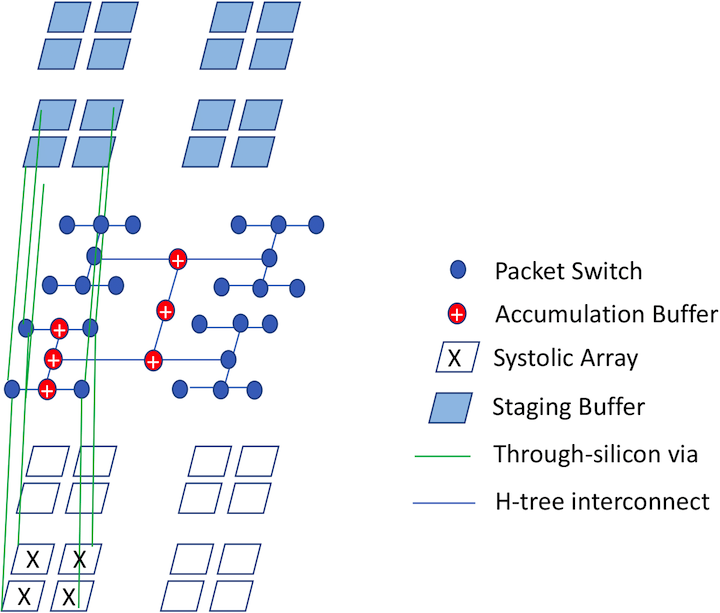 Packet Switch
+ Accumulation Buffer
X Systolic Array
Staging Buffer
Through-silicon via
H-tree interconnect
+
+
+
+
+
+
X X
X X